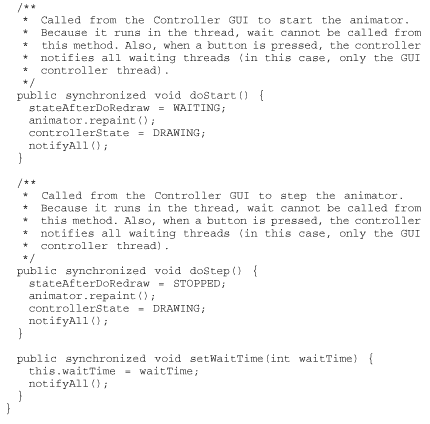 /**
 *  Called from the Controller GUI to start the animator.
 *  Because it runs in the thread, wait cannot be called from
 *  this method. Also, when a button is pressed, the controller
 *  notifies all waiting threads (in this case, only the GUI
 *  controller thread).
 */
public synchronized void doStart() {
  stateAfterDoRedraw = WAITING;
  animator.repaint();
  controllerState = DRAWING;
  notifyAll();
}

/**
 *  Called from the Controller GUI to step the animator.
 *  Because it runs in the thread, wait cannot be called from
 *  this method. Also, when a button is pressed, the controller
 *  notifies all waiting threads (in this case, only the GUI
 *  controller thread).
 */
public synchronized void doStep() {
  stateAfterDoRedraw = STOPPED;
  animator.repaint();
  controllerState = DRAWING;
  notifyAll();
}

public synchronized void setWaitTime(int waitTime) {
  this.waitTime = waitTime;
  notifyAll();
}
}